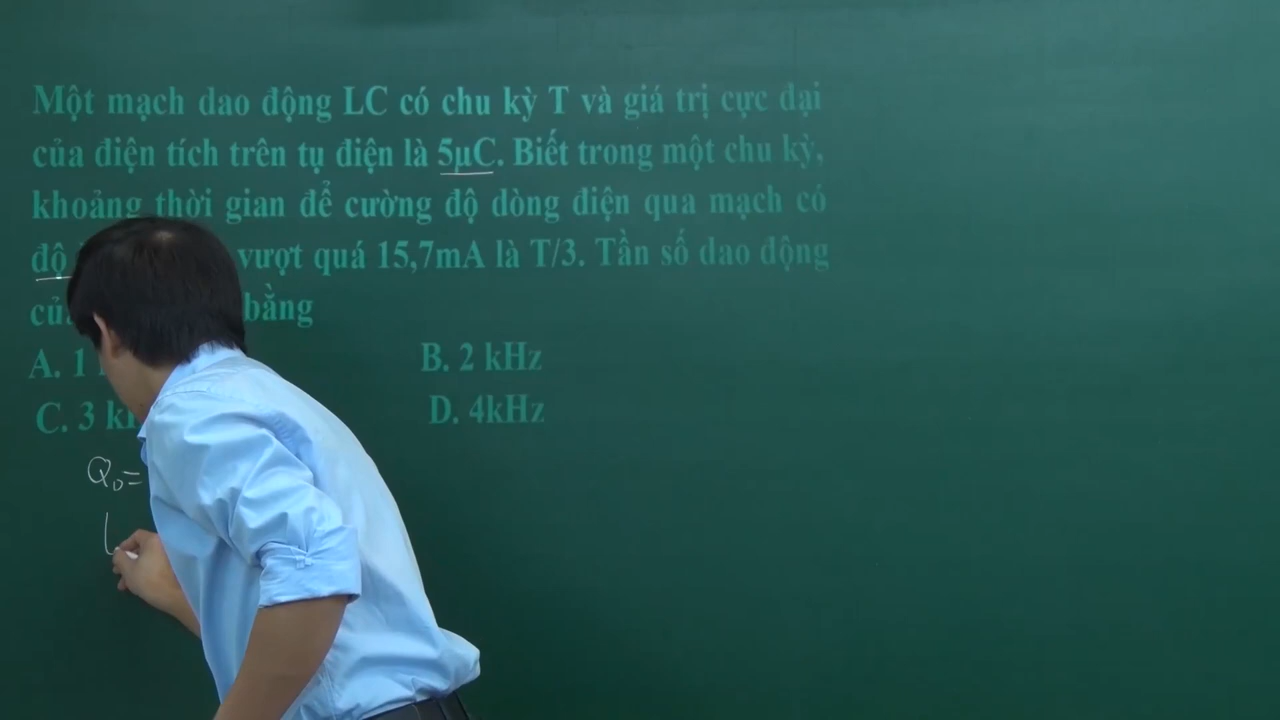 Một mạch dao động LC có chu kỳ T và giá trị cực đại
của điện tích trên tụ điện là 5µC. Biết trong một chu kỳ,
khoảng thời gian để cường độ dòng điện qua mạch có
độ vượt quá 15,7mA là T/3. Tần số dao động
bằng
A. 1
B. 2 kHz
C. 3
D. 4kHz
Q₀=